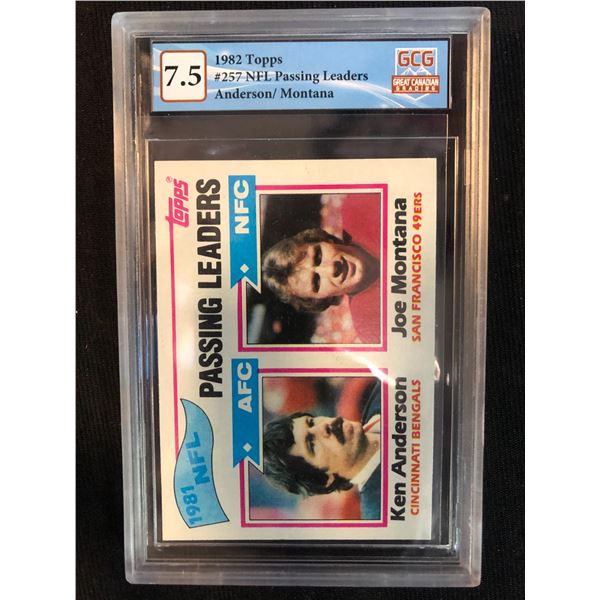 7.5
1982 Topps
#257 NFL Passing Leaders
Anderson/ Montana
GCG
GREAT CANADIAN
GRADING
topps®
1981 NFL
PASSING LEADERS
AFC
NFC
Ken Anderson
CINCINNATI BENGALS
Joe Montana
SAN FRANCISCO 49ERS